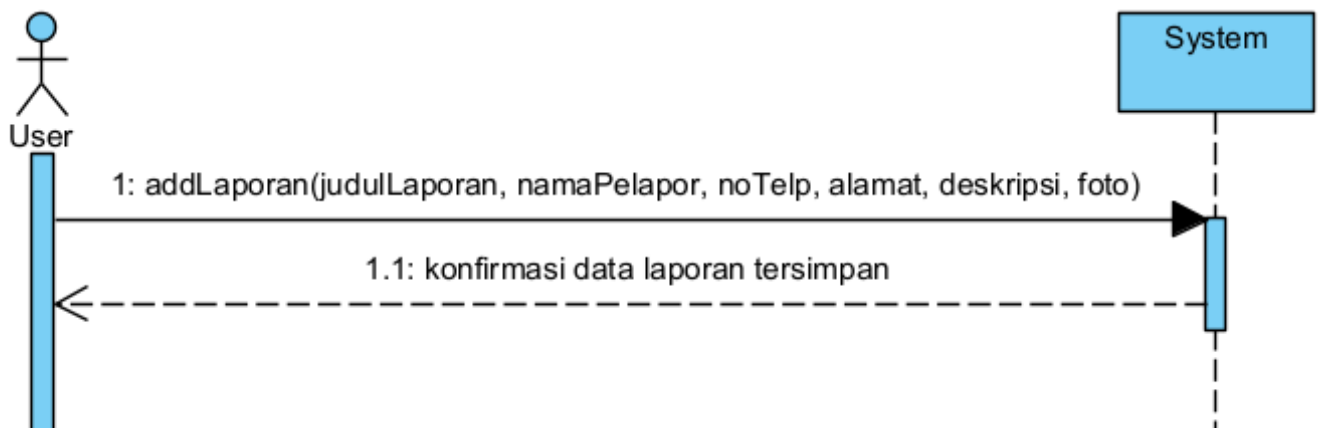 System
User
1: addLaporan(judulLaporan, namaPelapor, noTelp, alamat, deskripsi, foto)
1.1: konfirmasi data laporan tersimpan